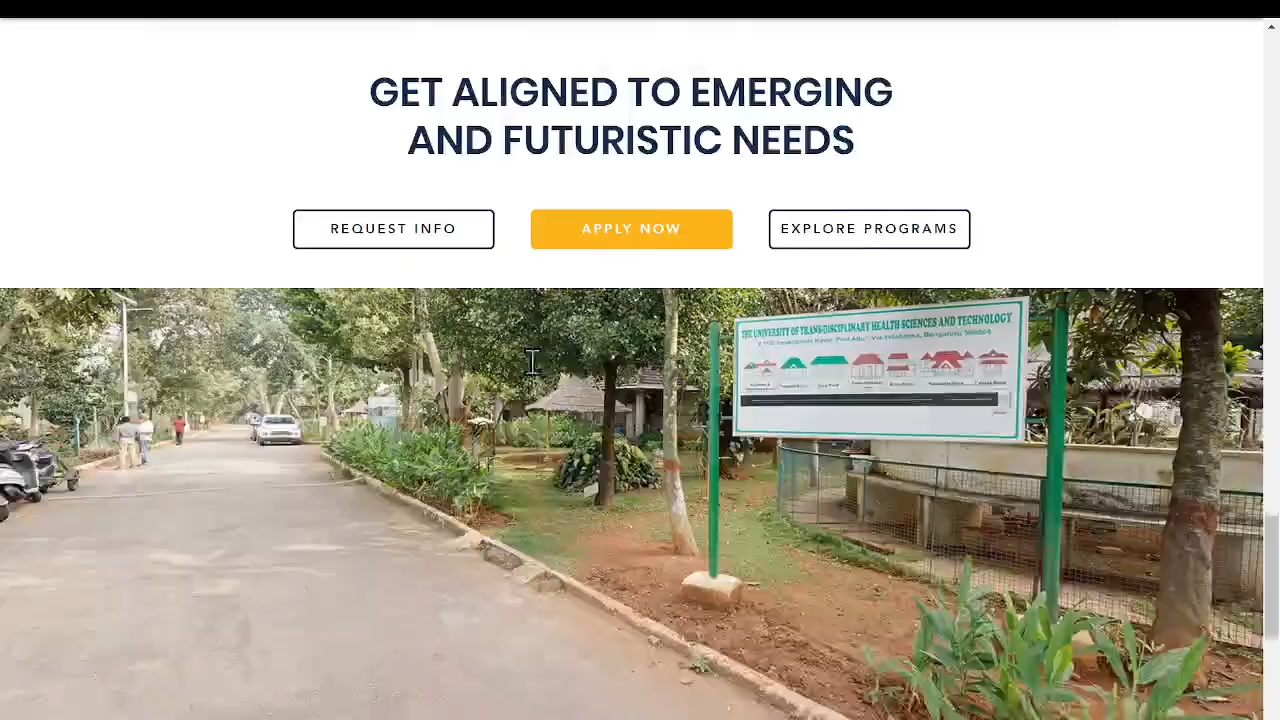 GET ALIGNED TO EMERGING
AND FUTURISTIC NEEDS
REQUEST INFO
APPLY NOW
EXPLORE PROGRAMS
THE UNIVERSITY OF TRANS-DISCIPLINARY HEALTH SCIENCES AND TECHNOLOGY